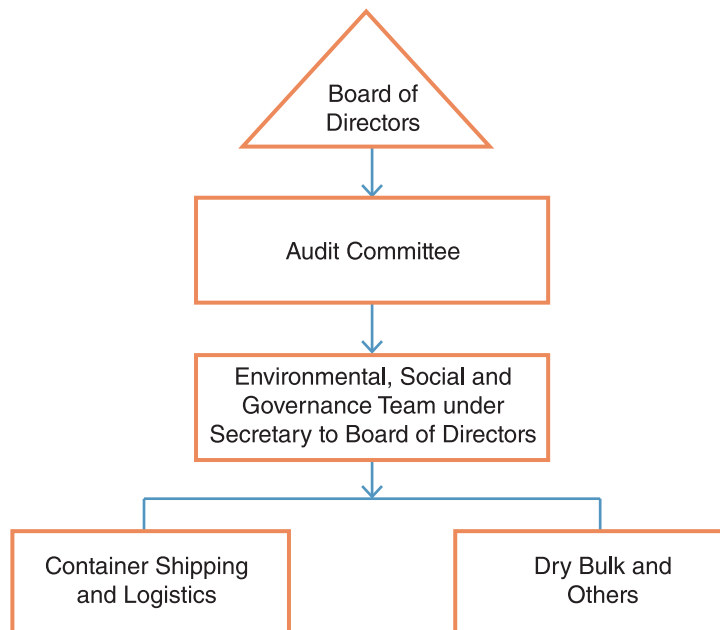 Board of
Directors
Audit Committee
Environmental, Social and
Governance Team under
Secretary to Board of Directors
Container Shipping
and Logistics
Dry Bulk and
Others